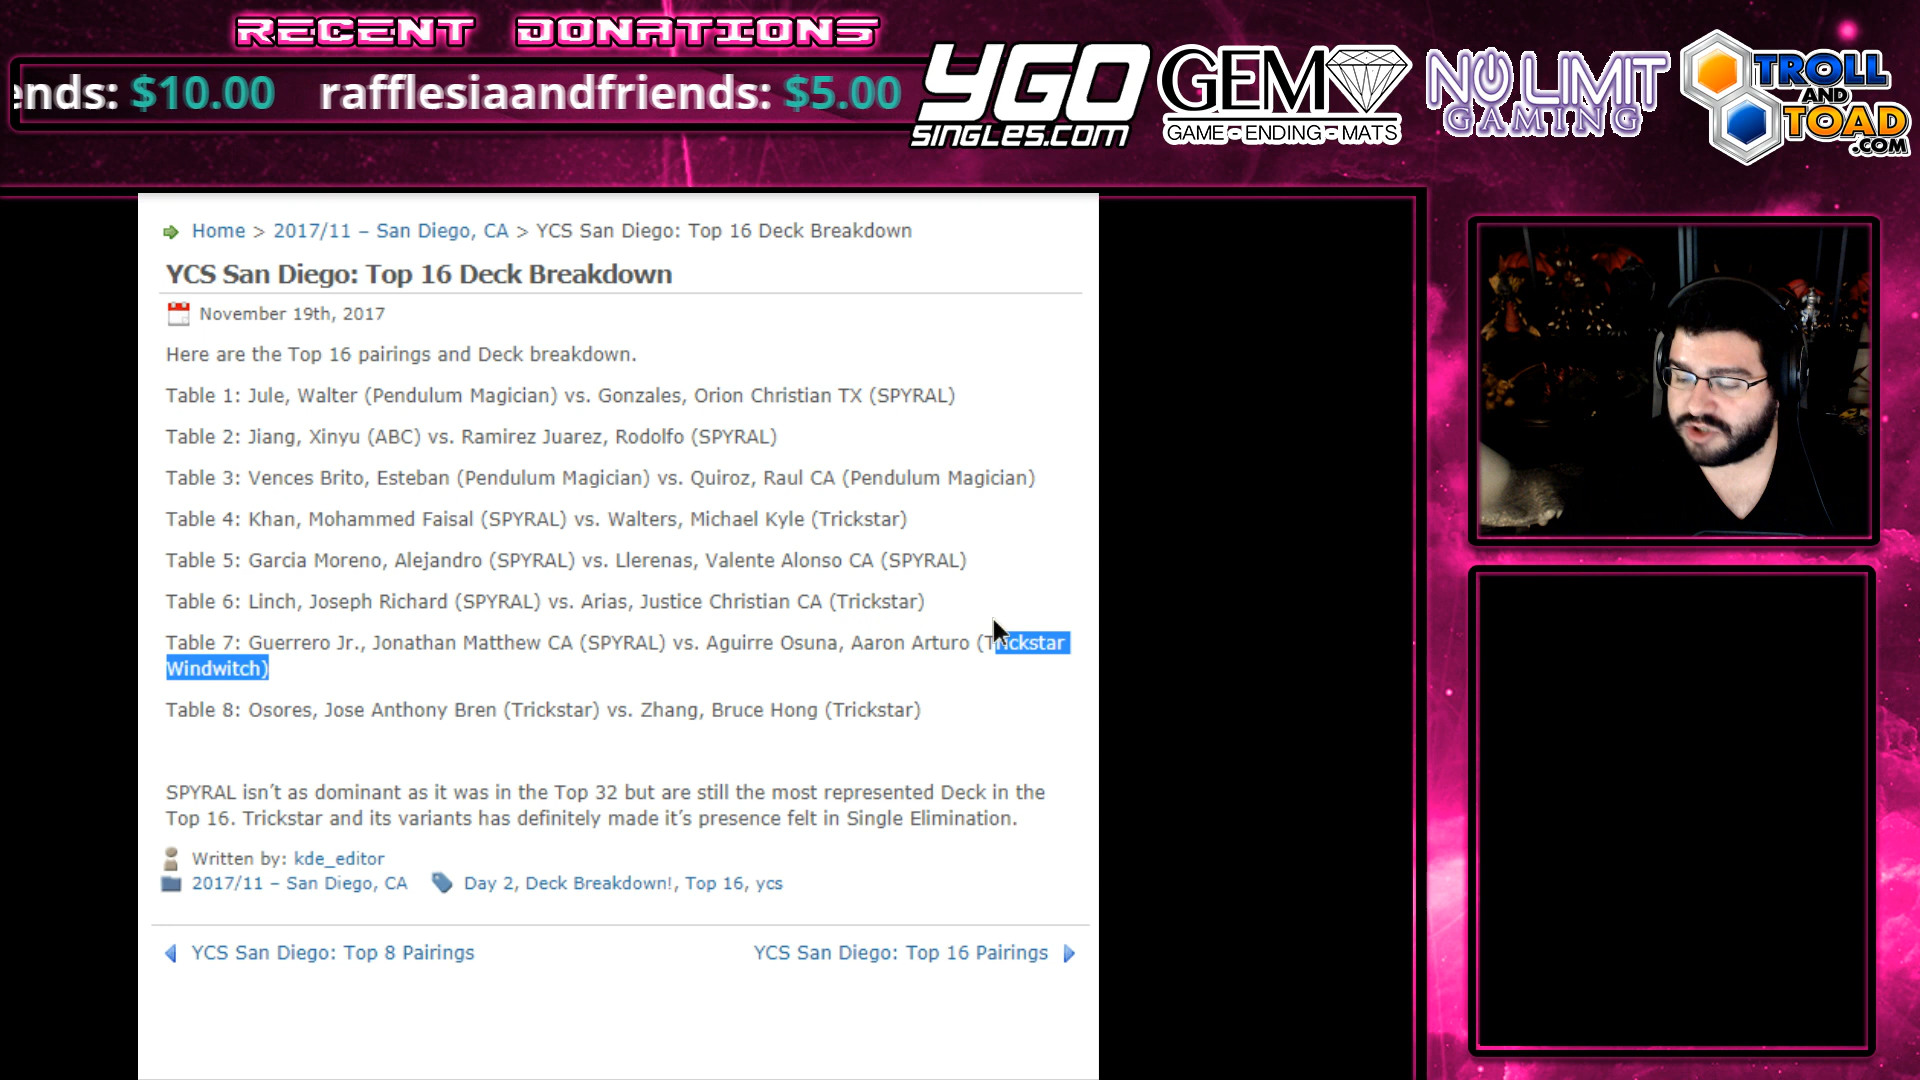 RECENT DONATIONS
ends: $10.00 rafflesiaandfriends: $5.00
YGO
SINGLES.COM
GEM
GAME-ENDING-MATS
NO LIMIT
GAMING
TROLL
AND
TOAD
.COM
Home > 2017/11 – San Diego, CA > YCS San Diego: Top 16 Deck Breakdown
YCS San Diego: Top 16 Deck Breakdown
November 19th, 2017
Here are the Top 16 pairings and Deck breakdown.
Table 1: Jule, Walter (Pendulum Magician) vs. Gonzales, Orion Christian TX (SPYRAL)
Table 2: Jiang, Xinyu (ABC) vs. Ramirez Juarez, Rodolfo (SPYRAL)
Table 3: Vences Brito, Esteban (Pendulum Magician) vs. Quiroz, Raul CA (Pendulum Magician)
Table 4: Khan, Mohammed Faisal (SPYRAL) vs. Walters, Michael Kyle (Trickstar)
Table 5: Garcia Moreno, Alejandro (SPYRAL) vs. Llerenas, Valente Alonso CA (SPYRAL)
Table 6: Linch, Joseph Richard (SPYRAL) vs. Arias, Justice Christian CA (Trickstar)
Table 7: Guerrero Jr., Jonathan Matthew CA (SPYRAL) vs. Aguirre Osuna, Aaron Arturo (Trickstar
Windwitch)
Table 8: Osores, Jose Anthony Bren (Trickstar) vs. Zhang, Bruce Hong (Trickstar)
SPYRAL isn't as dominant as it was in the Top 32 but are still the most represented Deck in the
Top 16. Trickstar and its variants has definitely made it's presence felt in Single Elimination.
Written by: kde_editor
2017/11 – San Diego, CA Day 2, Deck Breakdown!, Top 16, ycs
YCS San Diego: Top 8 Pairings YCS San Diego: Top 16 Pairings